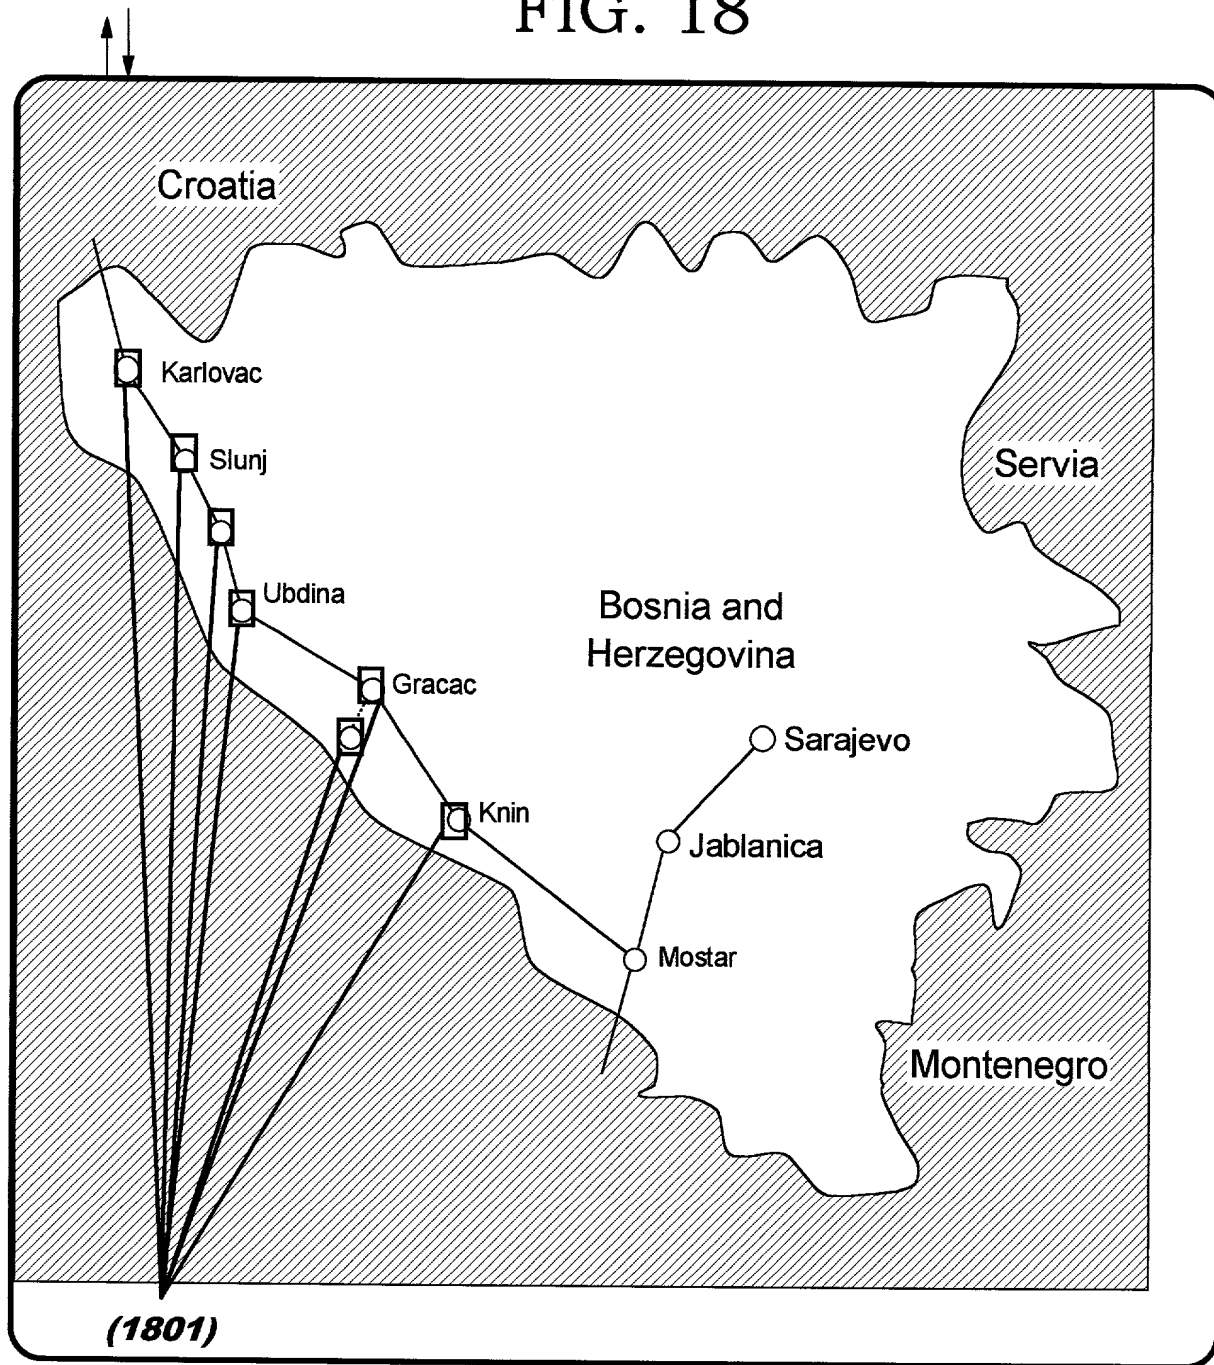 FIG. 18
Croatia
Karlovac
Slunj
Servia
Ubdina
Bosnia and
Herzegovina
Gracac
Sarajevo
Knin
Jablanica
Mostar
Montenegro
(1801)